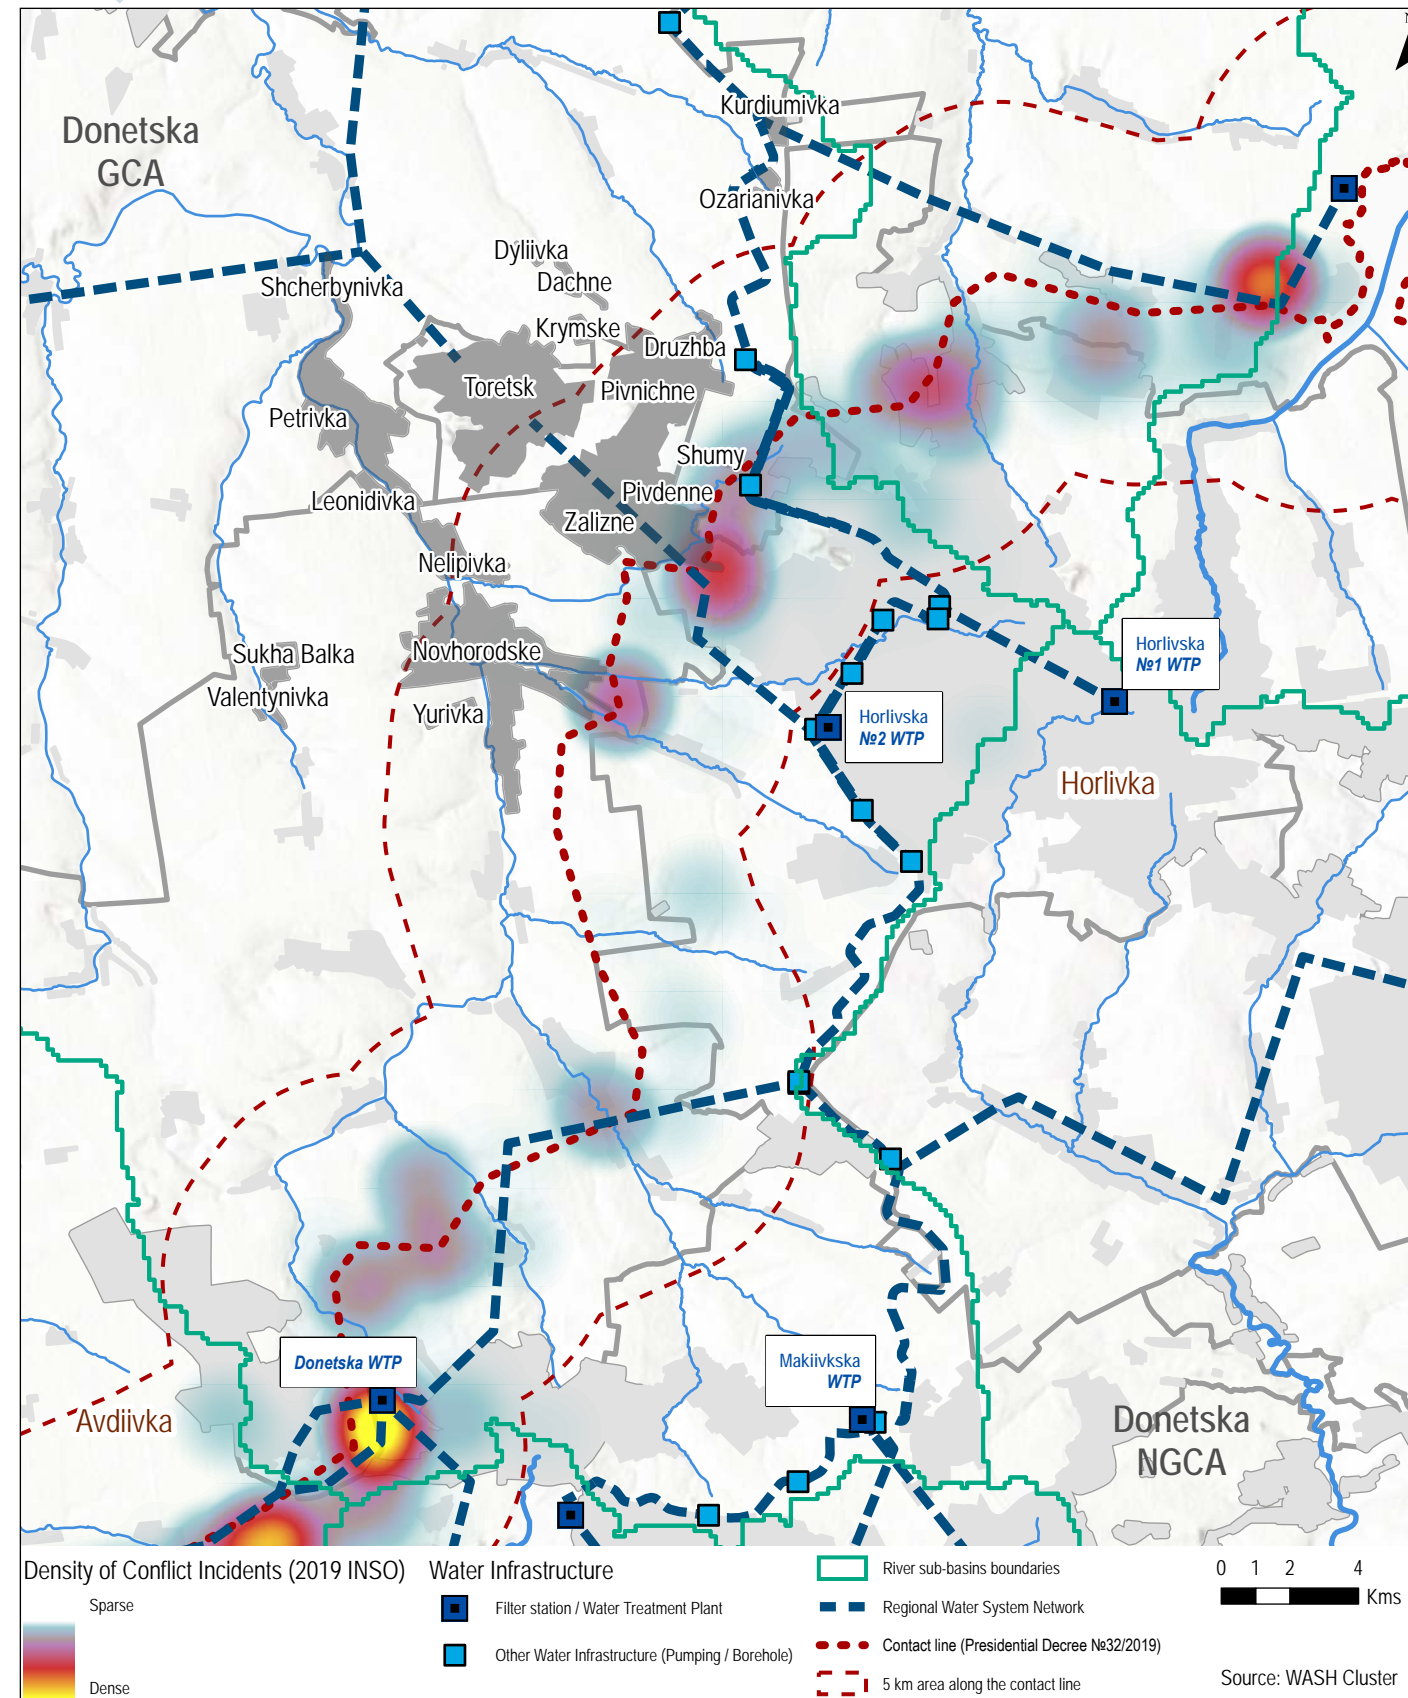 N
Kurdiumivka
Donetska
GCA
Ozarianivka
Dyliivka
Dachne
Shcherbynivka
Krymske
Druzhba
Toretsk
Pivnichne
Petrivka
Shumy
Pivdenne
Leonidivka
Zalizne
Nelipivka
Horlivska
№1 WTP
Novhorodske
Sukha Balka
Valentynivka
Yurivka
Horlivska
№2 WTP
Horlivka
Donetska WTP
Makiivkska
WTP
Avdiivka
Donetska
NGCA
Density of Conflict Incidents (2019 INSO)
Sparse
Dense
Water Infrastructure
Filter station / Water Treatment Plant
Other Water Infrastructure (Pumping / Borehole)
River sub-basins boundaries
Regional Water System Network
Contact line (Presidential Decree №32/2019)
5 km area along the contact line
0 1 2 4
Kms
Source: WASH Cluster